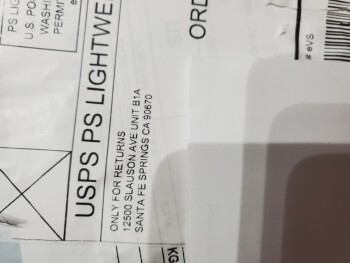 PS LIG
U.S. PO
WASHI
PERMI
e
USPS PS LIGHTWE
ONLY FOR RETURNS
12500 SLAUSON AVE UNIT B1A
SANTA FE SPRINGS CA 90670
ORD
# eVS
KG